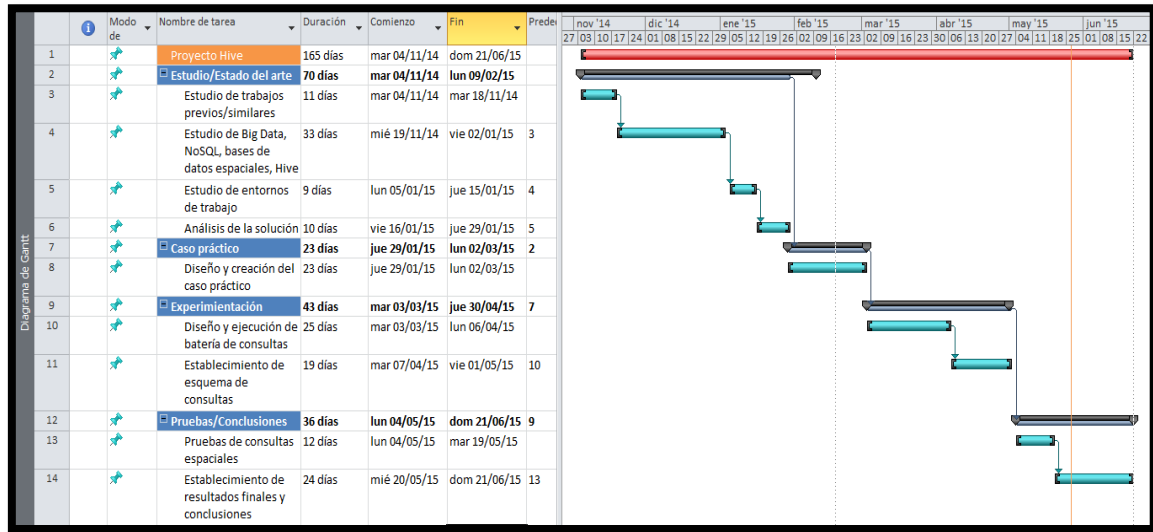 Modo de Nombre de tarea Duración Comienzo Fin Predec
nov '14 dic '14 ene '15 feb '15 mar '15 abr '15 may '15 jun '15
27 03 10 17 24 01 08 15 22 29 05 12 19 26 02 09 16 23 02 09 16 23 30 06 13 20 27 04 11 18 25 01 08 15 22
Diagrama de Gantt
1 Proyecto Hive 165 días mar 04/11/14 dom 21/06/15
2 Estudio/Estado del arte 70 días mar 04/11/14 lun 09/02/15
3 Estudio de trabajos 11 días mar 04/11/14 mar 18/11/14
previos/similares
4 Estudio de Big Data, 33 días mié 19/11/14 vie 02/01/15 3
NoSQL, bases de
datos espaciales, Hive
5 Estudio de entornos 9 días lun 05/01/15 jue 15/01/15 4
de trabajo
6 Análisis de la solución 10 días vie 16/01/15 jue 29/01/15 5
7 Caso práctico 23 días jue 29/01/15 lun 02/03/15 2
8 Diseño y creación del 23 días jue 29/01/15 lun 02/03/15
caso práctico
9 Experimientación 43 días mar 03/03/15 jue 30/04/15 7
10 Diseño y ejecución de 25 días mar 03/03/15 lun 06/04/15
batería de consultas
11 Establecimiento de 19 días mar 07/04/15 vie 01/05/15 10
esquema de
consultas
12 Pruebas/Conclusiones 36 días lun 04/05/15 dom 21/06/15 9
13 Pruebas de consultas 12 días lun 04/05/15 mar 19/05/15
espaciales
14 Establecimiento de 24 días mié 20/05/15 dom 21/06/15 13
resultados finales y
conclusiones